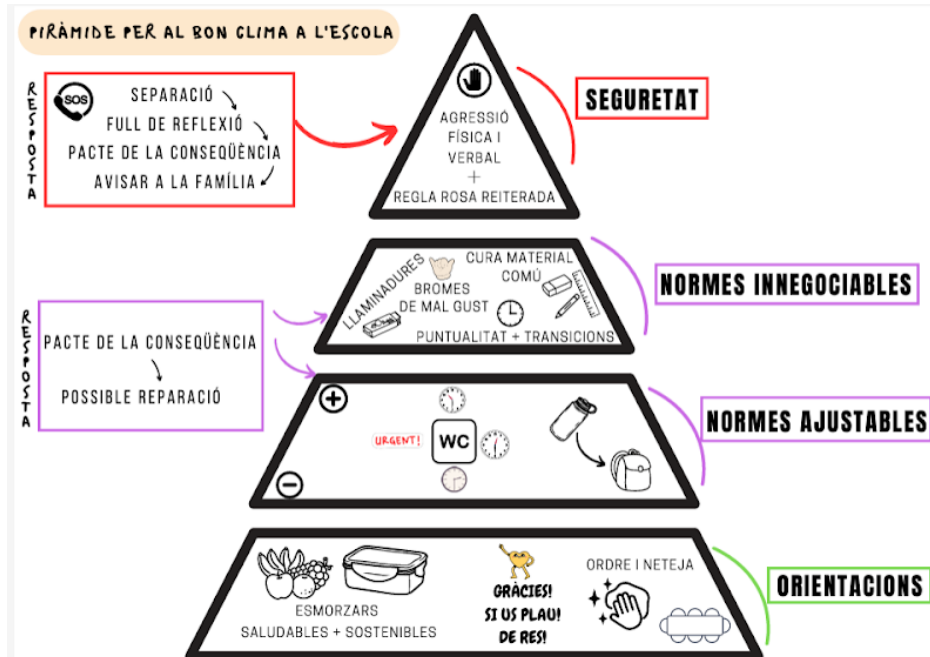 PIRÀMIDE PER AL BON CLIMA A L'ESCOLA
RESPOSTA
SOS
SEPARACIÓ
FULL DE REFLEXIÓ
PACTE DE LA CONSEQÜÈNCIA
AVISAR A LA FAMÍLIA
AGRESSIÓ
FÍSICA I
VERBAL
+
REGLA ROSA REITERADA
SEGURETAT
LLAMINADURES
BROMES
DE MAL GUST
CURA MATERIAL
COMÚ
PUNTUALITAT + TRANSICIONS
NORMES INNEGOCIABLES
RESPOSTA
PACTE DE LA CONSEQÜÈNCIA
POSSIBLE REPARACIÓ
+
URGENT!
WC
−
NORMES AJUSTABLES
ESMORZARS
SALUDABLES + SOSTENIBLES
GRÀCIES!
SI US PLAU!
DE RES!
ORDRE I NETEJA
ORIENTACIONS